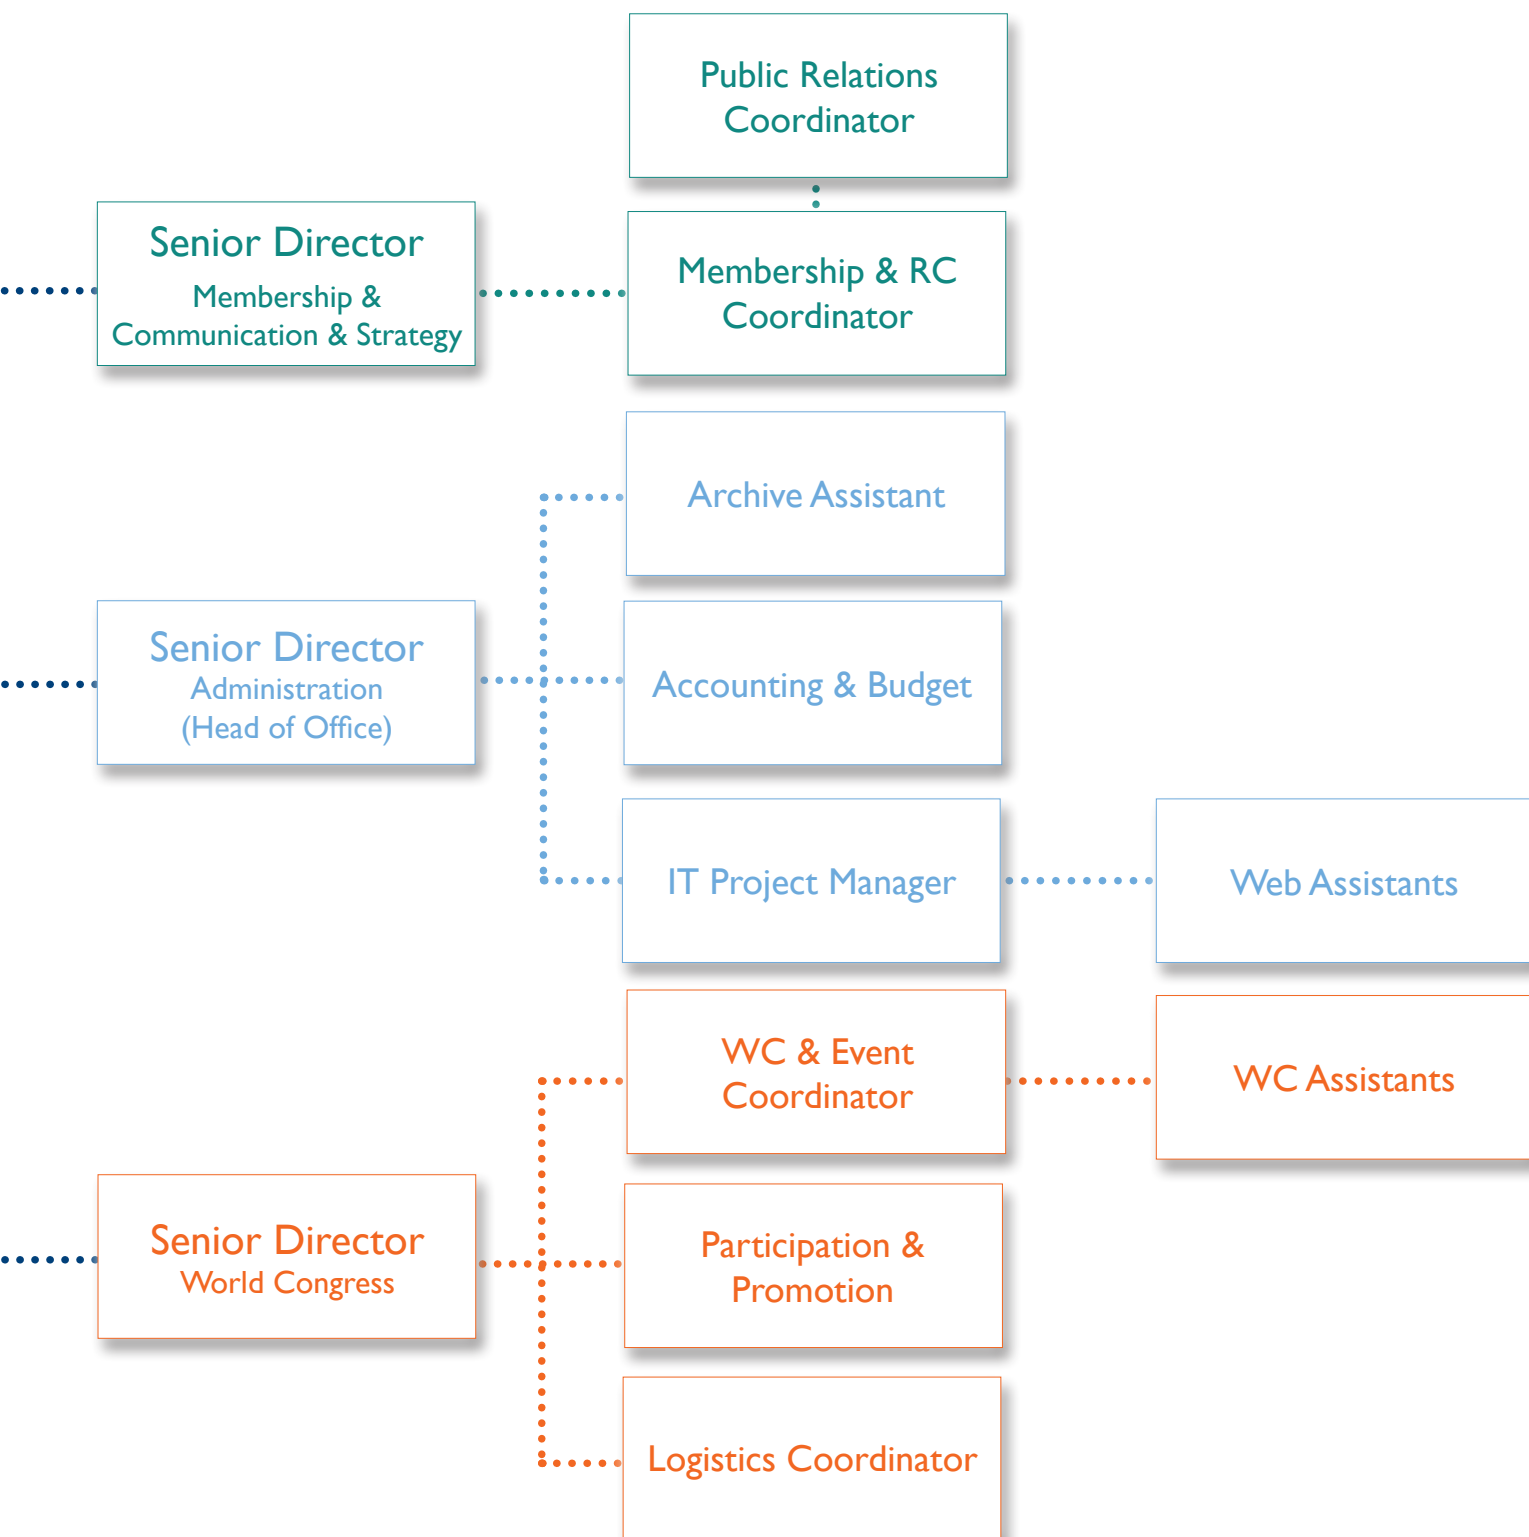 Public Relations
Coordinator
Senior Director
Membership &
Communication & Strategy
Membership & RC
Coordinator
Archive Assistant
Senior Director
Administration
(Head of Office)
Accounting & Budget
IT Project Manager
Web Assistants
WC & Event
Coordinator
WC Assistants
Senior Director
World Congress
Participation &
Promotion
Logistics Coordinator